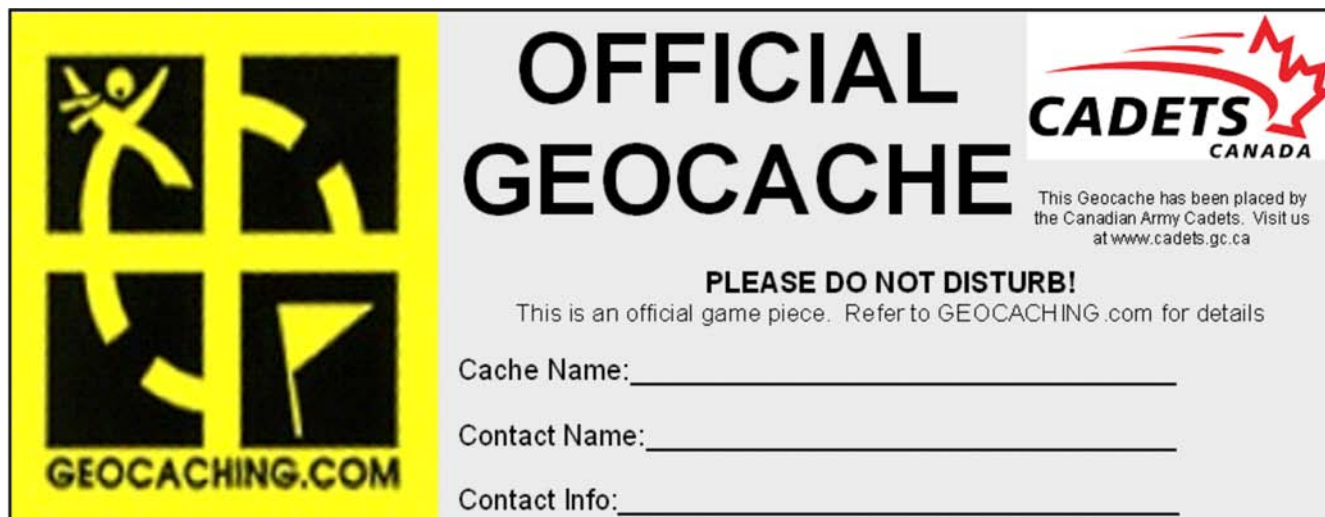 GEOCACHING.COM
OFFICIAL
GEOCACHE
CADETS
CANADA
This Geocache has been placed by
the Canadian Army Cadets. Visit us
at www.cadets.gc.ca
PLEASE DO NOT DISTURB!
This is an official game piece. Refer to GEOCACHING.com for details
Cache Name:
Contact Name:
Contact Info: